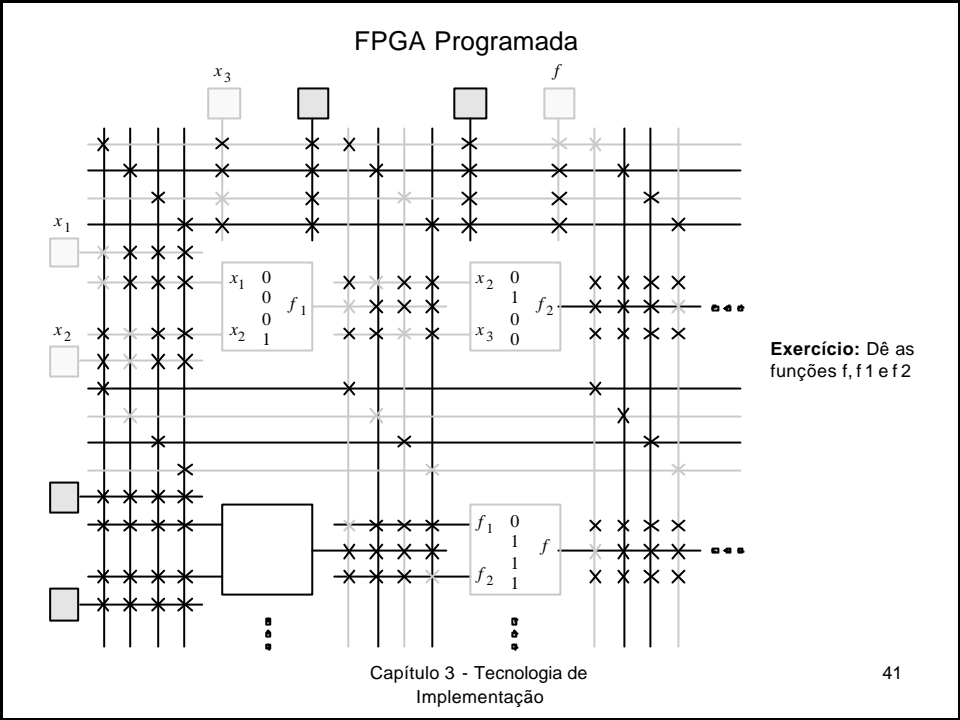 FPGA Programada
x3
f
x1
x1 0
0
f1
0
x2 1
x2 0
1
f2
0
x3 0
x2
Exercício: Dê as
funções f, f1 e f2
f1 0
1
f
1
f2 1
Capítulo 3 - Tecnologia de
Implementação
41